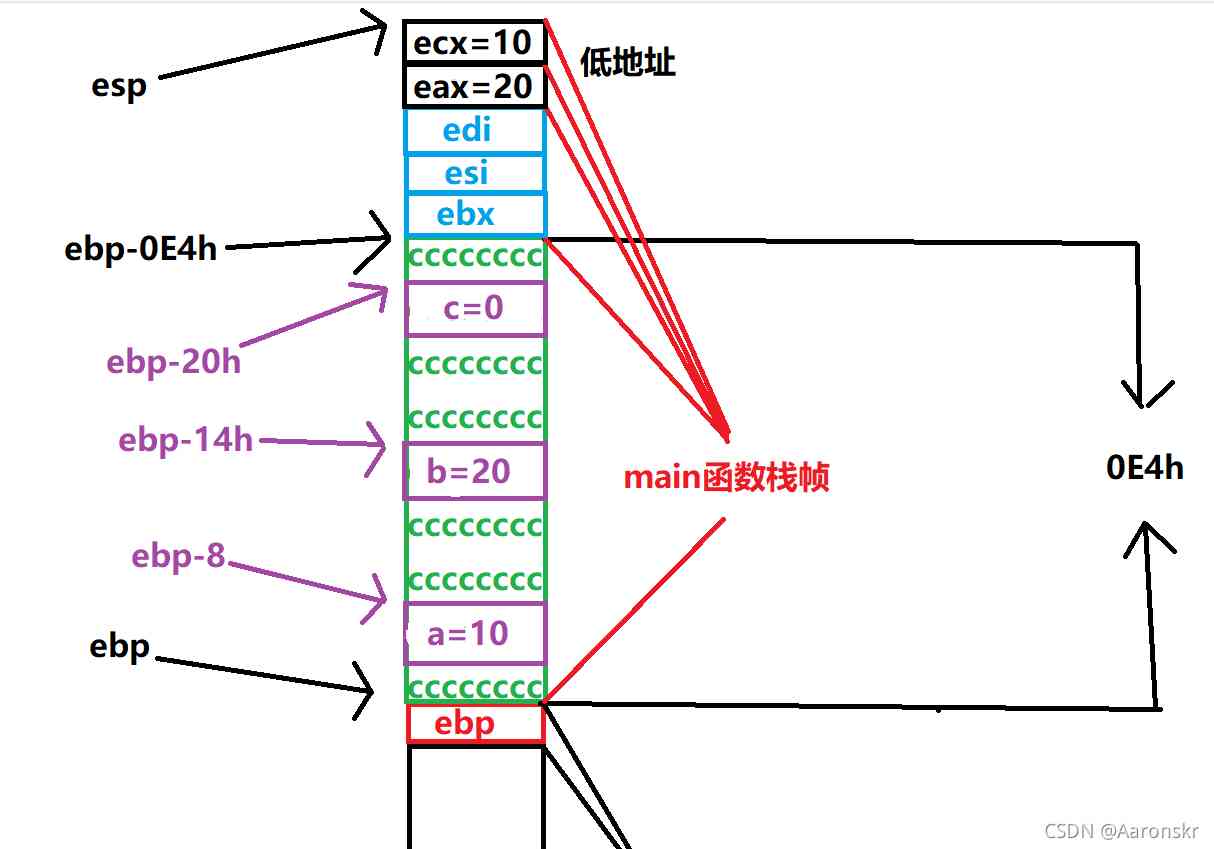 ecx=10
低地址
esp
eax=20
edi
esi
ebx
ebp-0E4h
cccccccc
c=0
ebp-20h
cccccccc
cccccccc
ebp-14h
b=20
main函数栈帧
0E4h
cccccccc
ebp-8
cccccccc
a=10
ebp
cccccccc
ebp
CSDN @Aaronskr